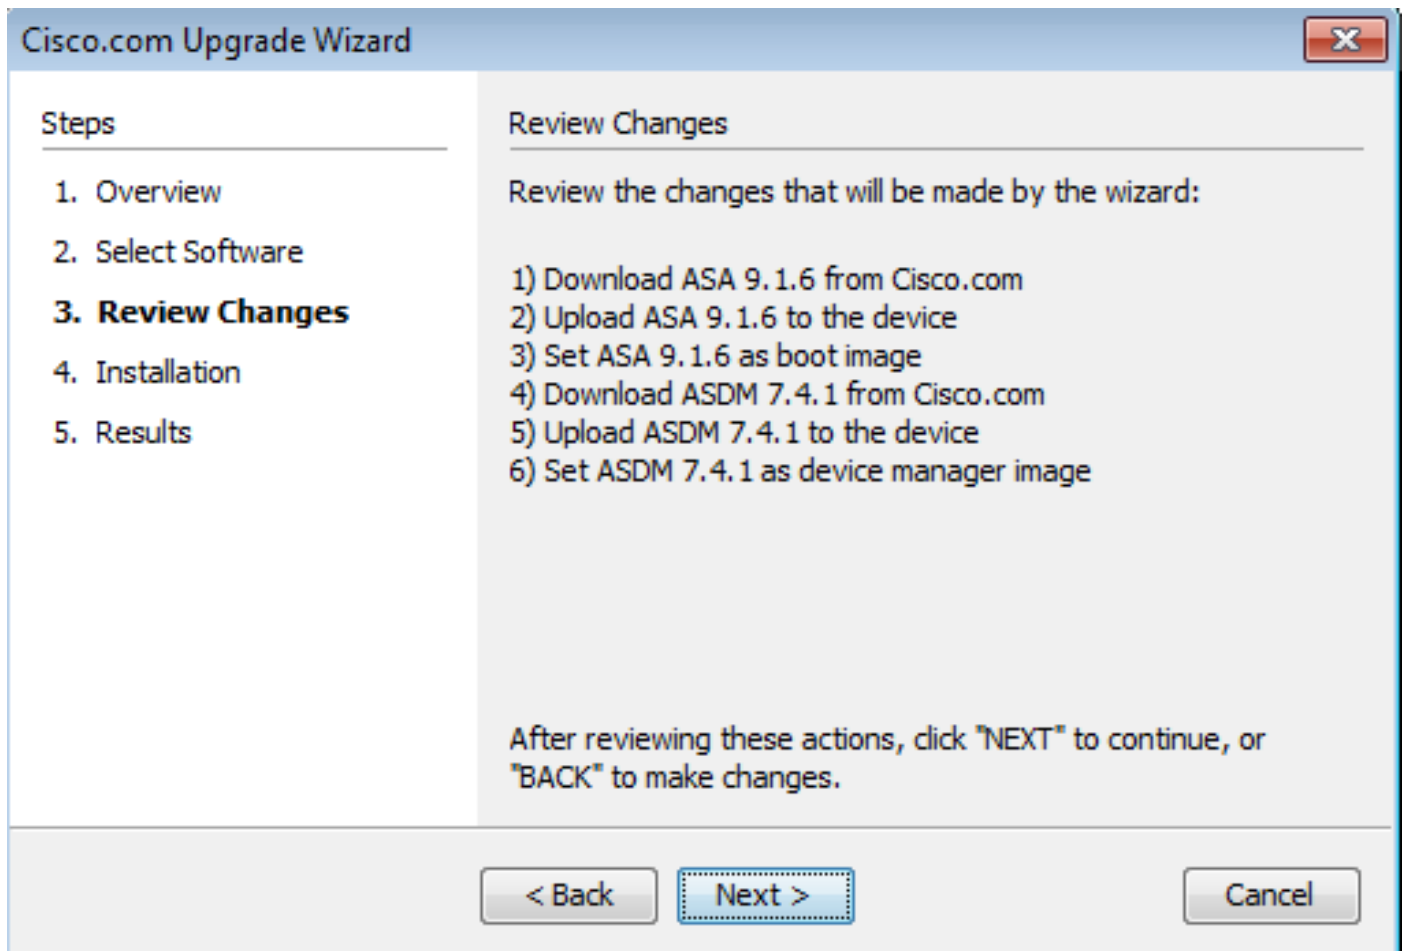 Cisco.com Upgrade Wizard
Steps
1. Overview
2. Select Software
3. Review Changes
4. Installation
5. Results
Review Changes
Review the changes that will be made by the wizard:
1) Download ASA 9.1.6 from Cisco.com
2) Upload ASA 9.1.6 to the device
3) Set ASA 9.1.6 as boot image
4) Download ASDM 7.4.1 from Cisco.com
5) Upload ASDM 7.4.1 to the device
6) Set ASDM 7.4.1 as device manager image
After reviewing these actions, click "NEXT" to continue, or
"BACK" to make changes.
< Back
Next >
Cancel